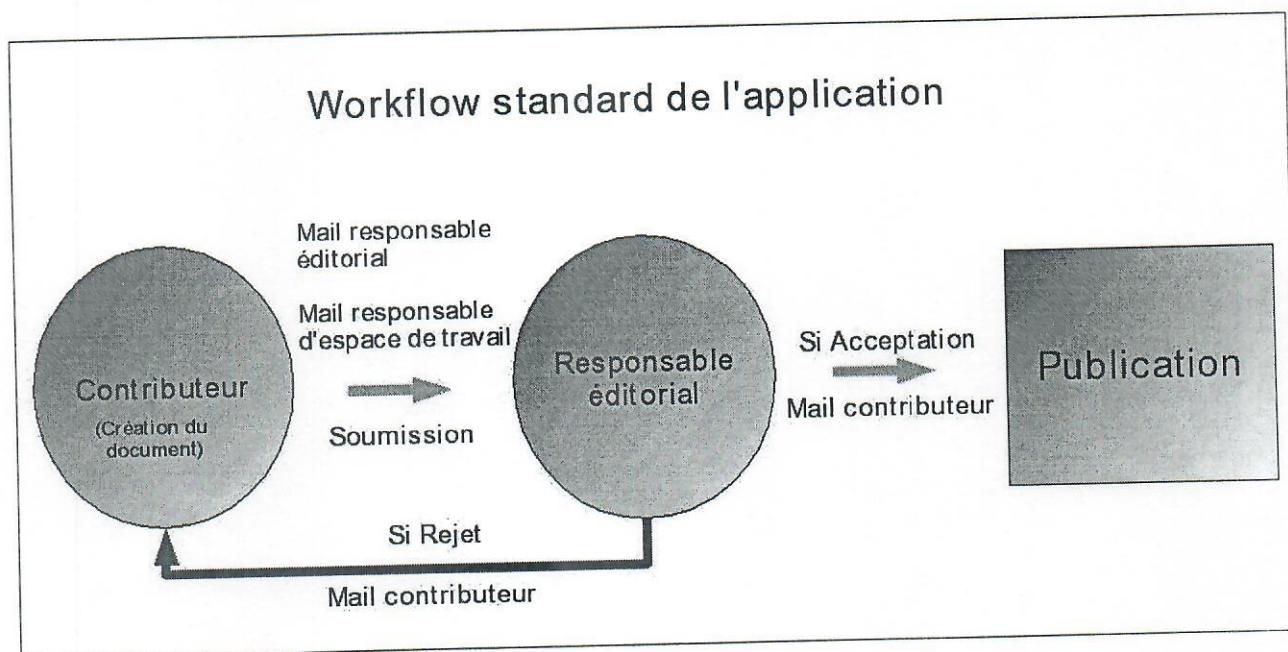 Workflow standard de l'application
Mail responsable
éditorial
Mail responsable
d'espace de travail
Contributeur
(Création du
document)
Soumission
Responsable
éditorial
Si Acceptation
Mail contributeur
Publication
Si Rejet
Mail contributeur